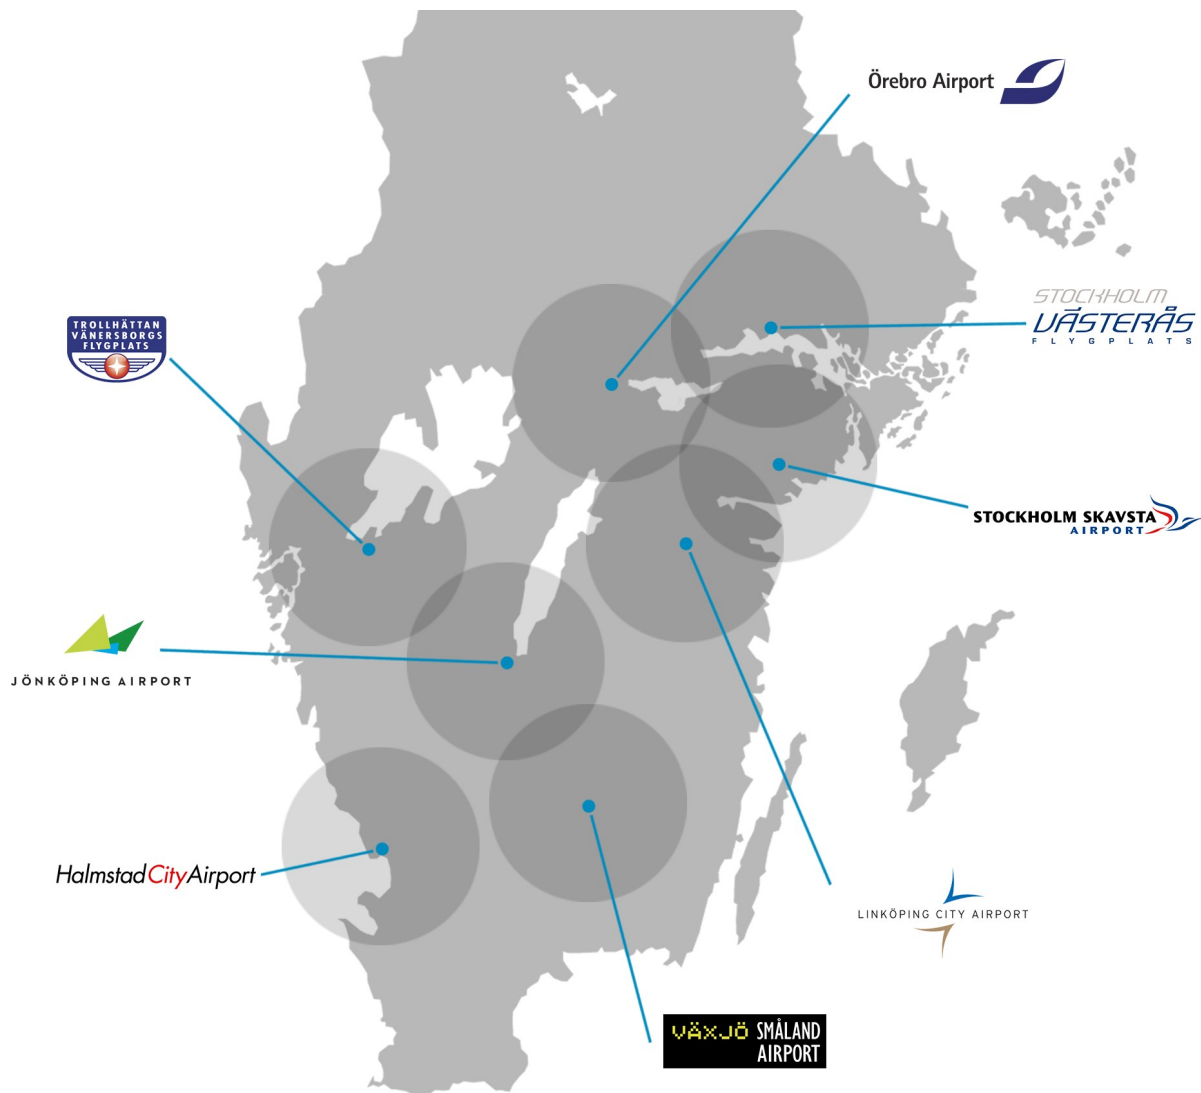 Örebro Airport
STOCKHOLM
VÄSTERÅS
FLYGPLATS
TROLLHÄTTAN
VÄNERSBORGS
FLYGPLATS
STOCKHOLM SKAVSTA
AIRPORT
JÖNKÖPING AIRPORT
HalmstadCityAirport
LINKÖPING CITY AIRPORT
VÄXJÖ SMÅLAND
AIRPORT